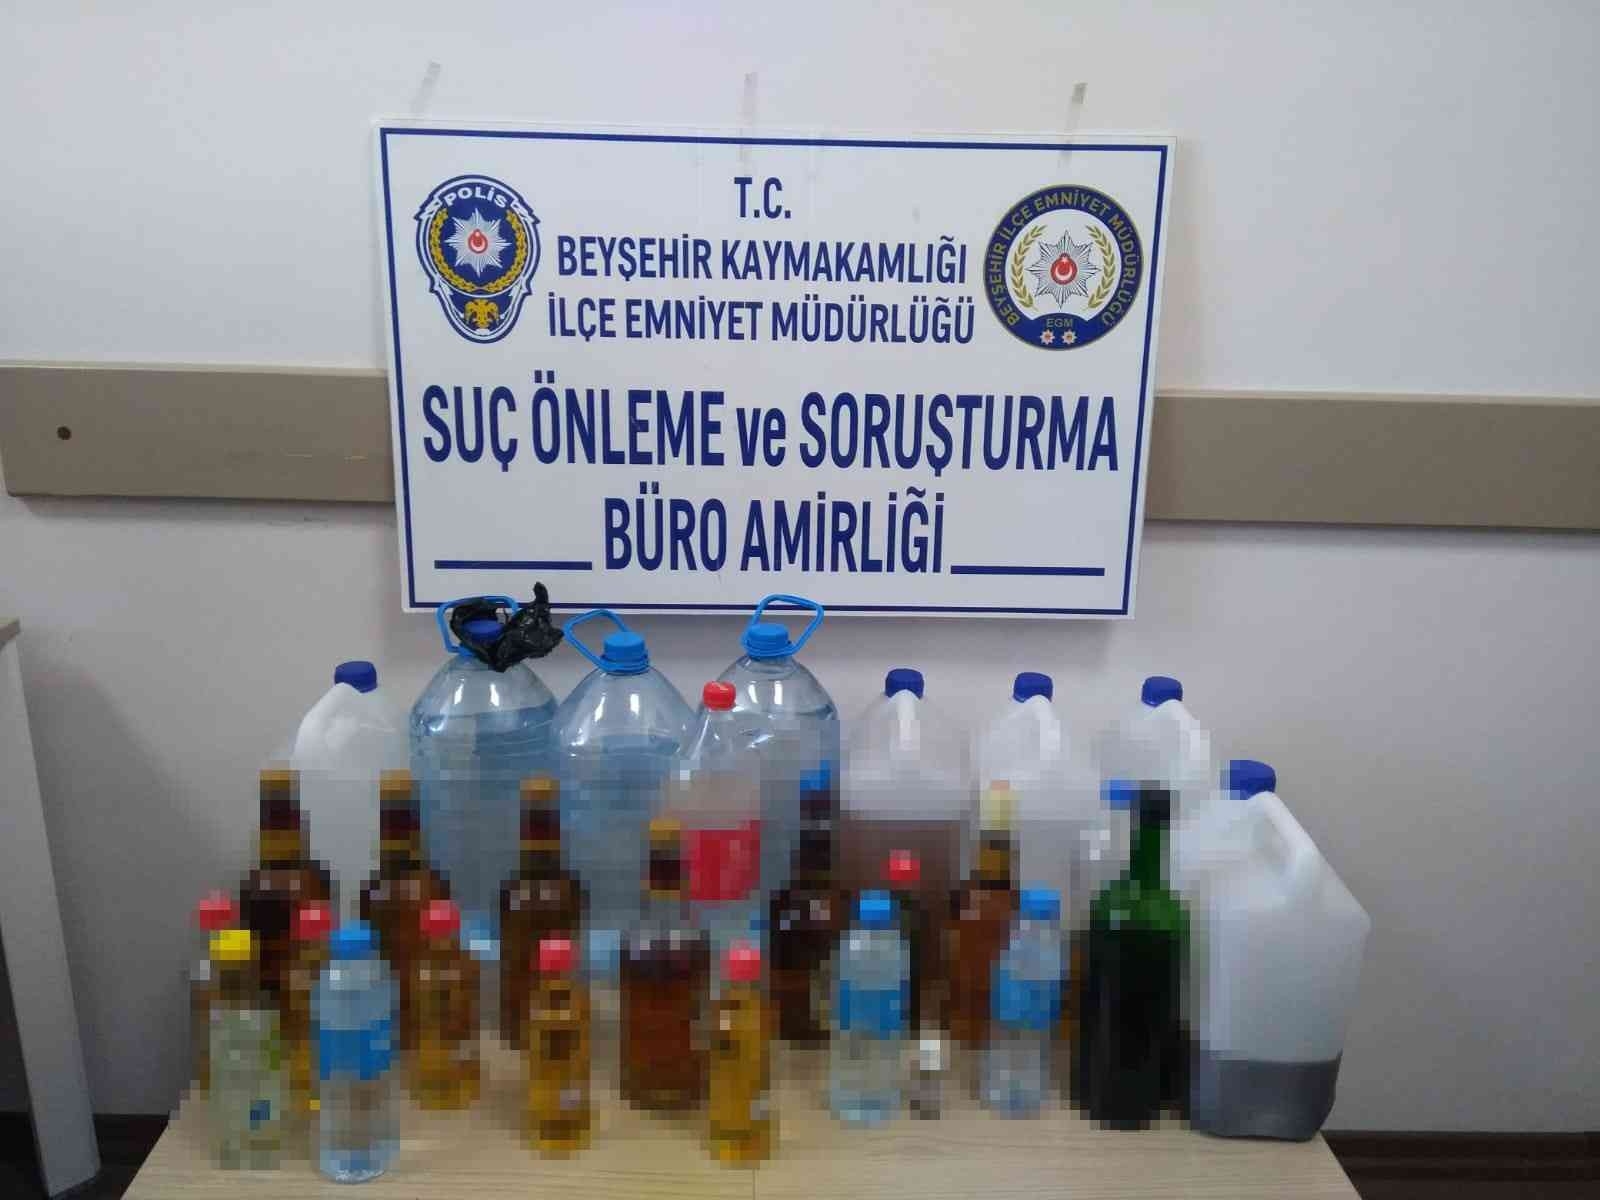 T.C.
BEYŞEHİR KAYMAKAMLIĞI
İLÇE EMNİYET MÜDÜRLÜĞÜ
SUÇ ÖNLEME ve SORUŞTURMA
BÜRO AMİRLİĞİ
POLİS
BEYŞEHİR İLÇE EMNİYET MÜDÜRLÜĞÜ
EGM